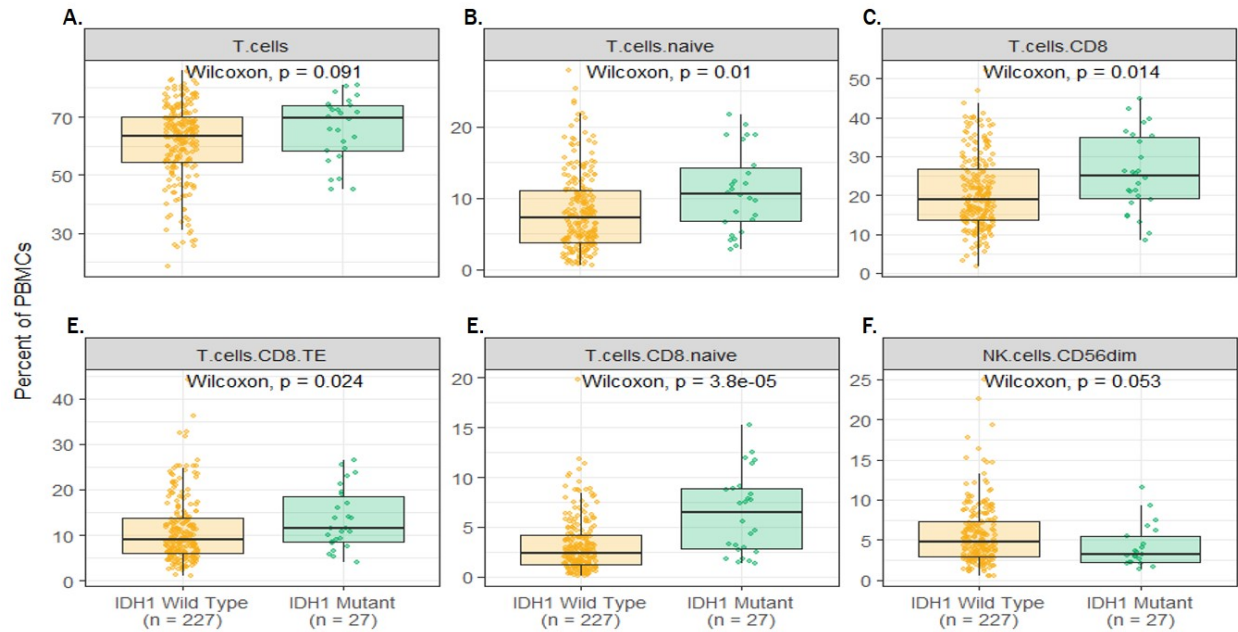 A.
T.cells
Wilcoxon, p = 0.091
70
50
30
B.
T.cells.naive
Wilcoxon, p = 0.01
20
10
0
C.
T.cells.CD8
Wilcoxon, p = 0.014
50
40
30
20
10
0
Percent of PBMCs
E.
T.cells.CD8.TE
Wilcoxon, p = 0.024
40
30
20
10
0
IDH1 Wild Type
(n = 227)
IDH1 Mutant
(n = 27)
E.
T.cells.CD8.naive
Wilcoxon, p = 3.8e-05
20
15
10
5
0
IDH1 Wild Type
(n = 227)
IDH1 Mutant
(n = 27)
F.
NK.cells.CD56dim
Wilcoxon, p = 0.053
25
20
15
10
5
0
IDH1 Wild Type
(n = 227)
IDH1 Mutant
(n = 27)